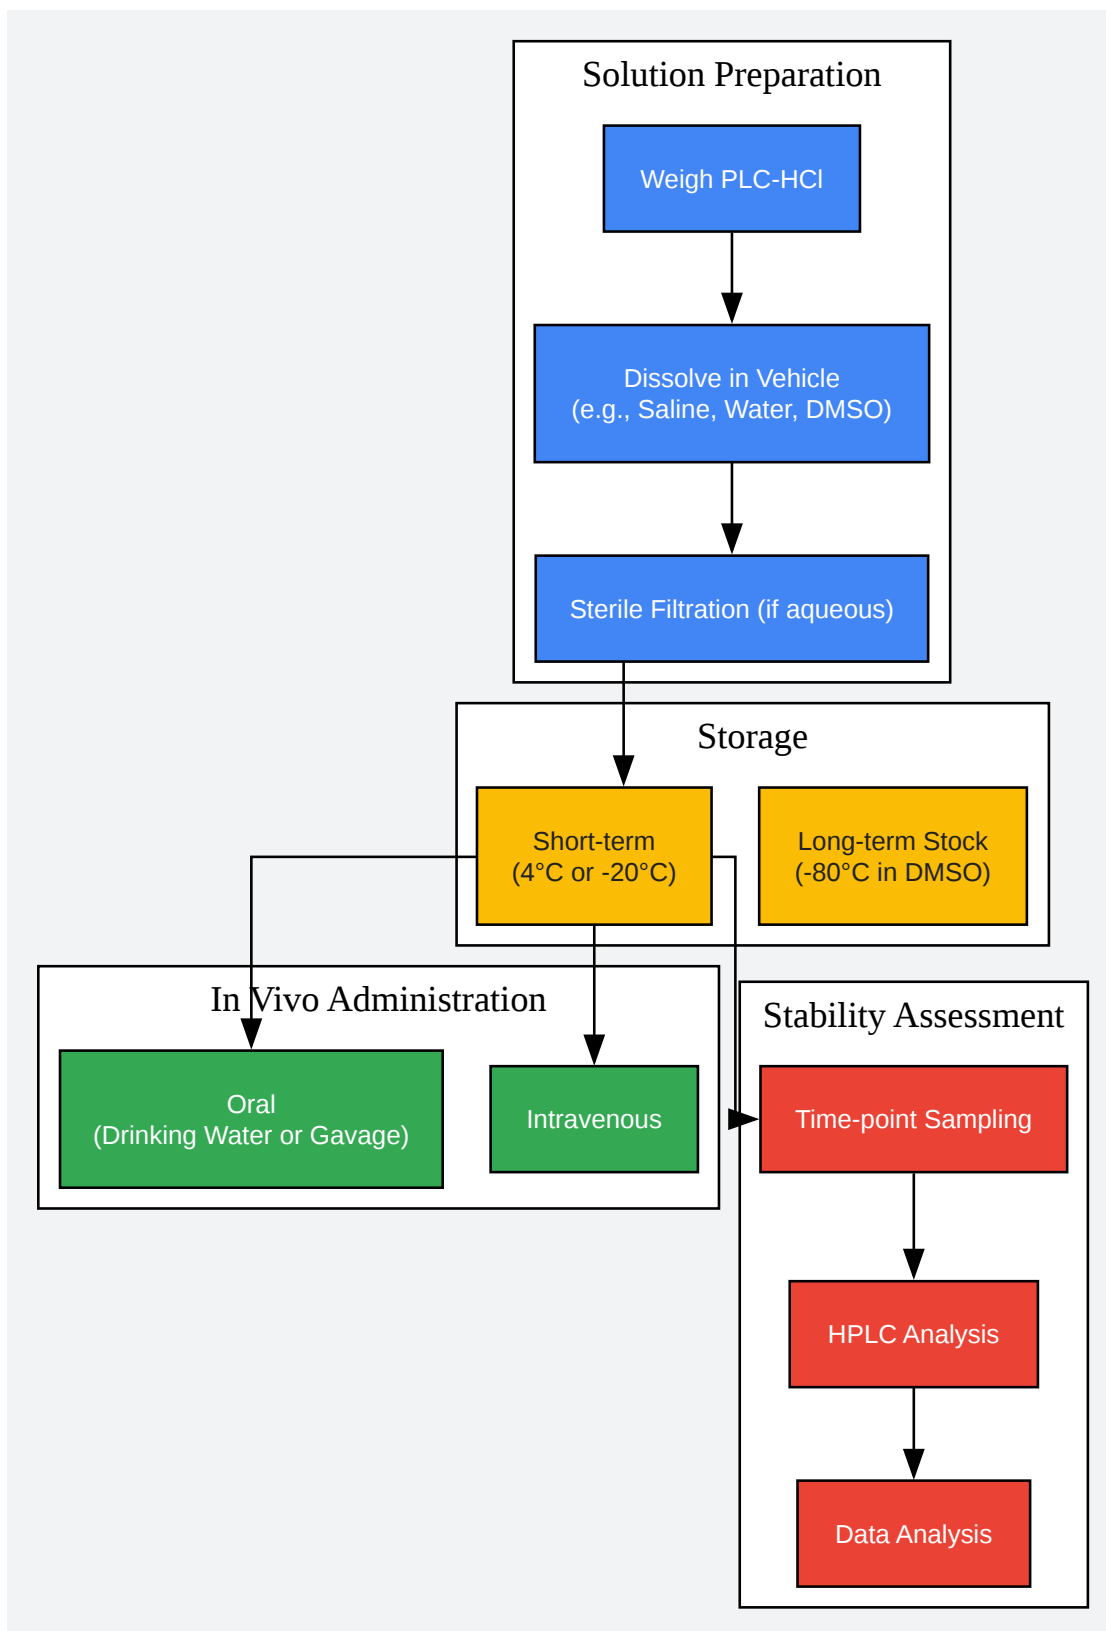 Solution Preparation
Weigh PLC-HCl
Dissolve in Vehicle
(e.g., Saline, Water, DMSO)
Sterile Filtration (if aqueous)
Storage
Short-term
(4°C or -20°C)
Long-term Stock
(-80°C in DMSO)
In Vivo Administration
Oral
(Drinking Water or Gavage)
Intravenous
Stability Assessment
Time-point Sampling
HPLC Analysis
Data Analysis